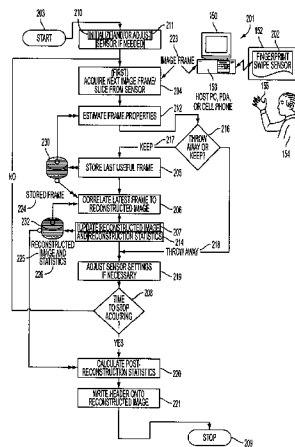 203
START
210
INITIALIZE AND/OR ADJUST
SENSOR IF NEEDED
211
223
IMAGE FRAME
150
201
152
202
FINGERPRINT
SWIPE SENSOR
153
HOST PC, PDA,
OR CELL PHONE
155
154
(FIRST)
ACQUIRE NEXT IMAGE FRAME/
SLICE FROM SENSOR
204
ESTIMATE FRAME PROPERTIES
212
217
KEEP
216
THROW
AWAY OR
KEEP?
230
NO
STORE LAST USEFUL FRAME
205
STORED FRAME
224
CORRELATE LATEST FRAME TO
RECONSTRUCTED IMAGE
206
232
UPDATE RECONSTRUCTED IMAGE
AND RECONSTRUCTION STATISTICS
207
214
218
THROW AWAY
RECONSTRUCTED
IMAGE AND
STATISTICS
225
226
ADJUST SENSOR SETTINGS
IF NECESSARY
219
TIME
TO STOP
ACQUIRING
?
208
YES
CALCULATE POST-
RECONSTRUCTION STATISTICS
220
WRITE HEADER ONTO
RECONSTRUCTED IMAGE
221
STOP
209